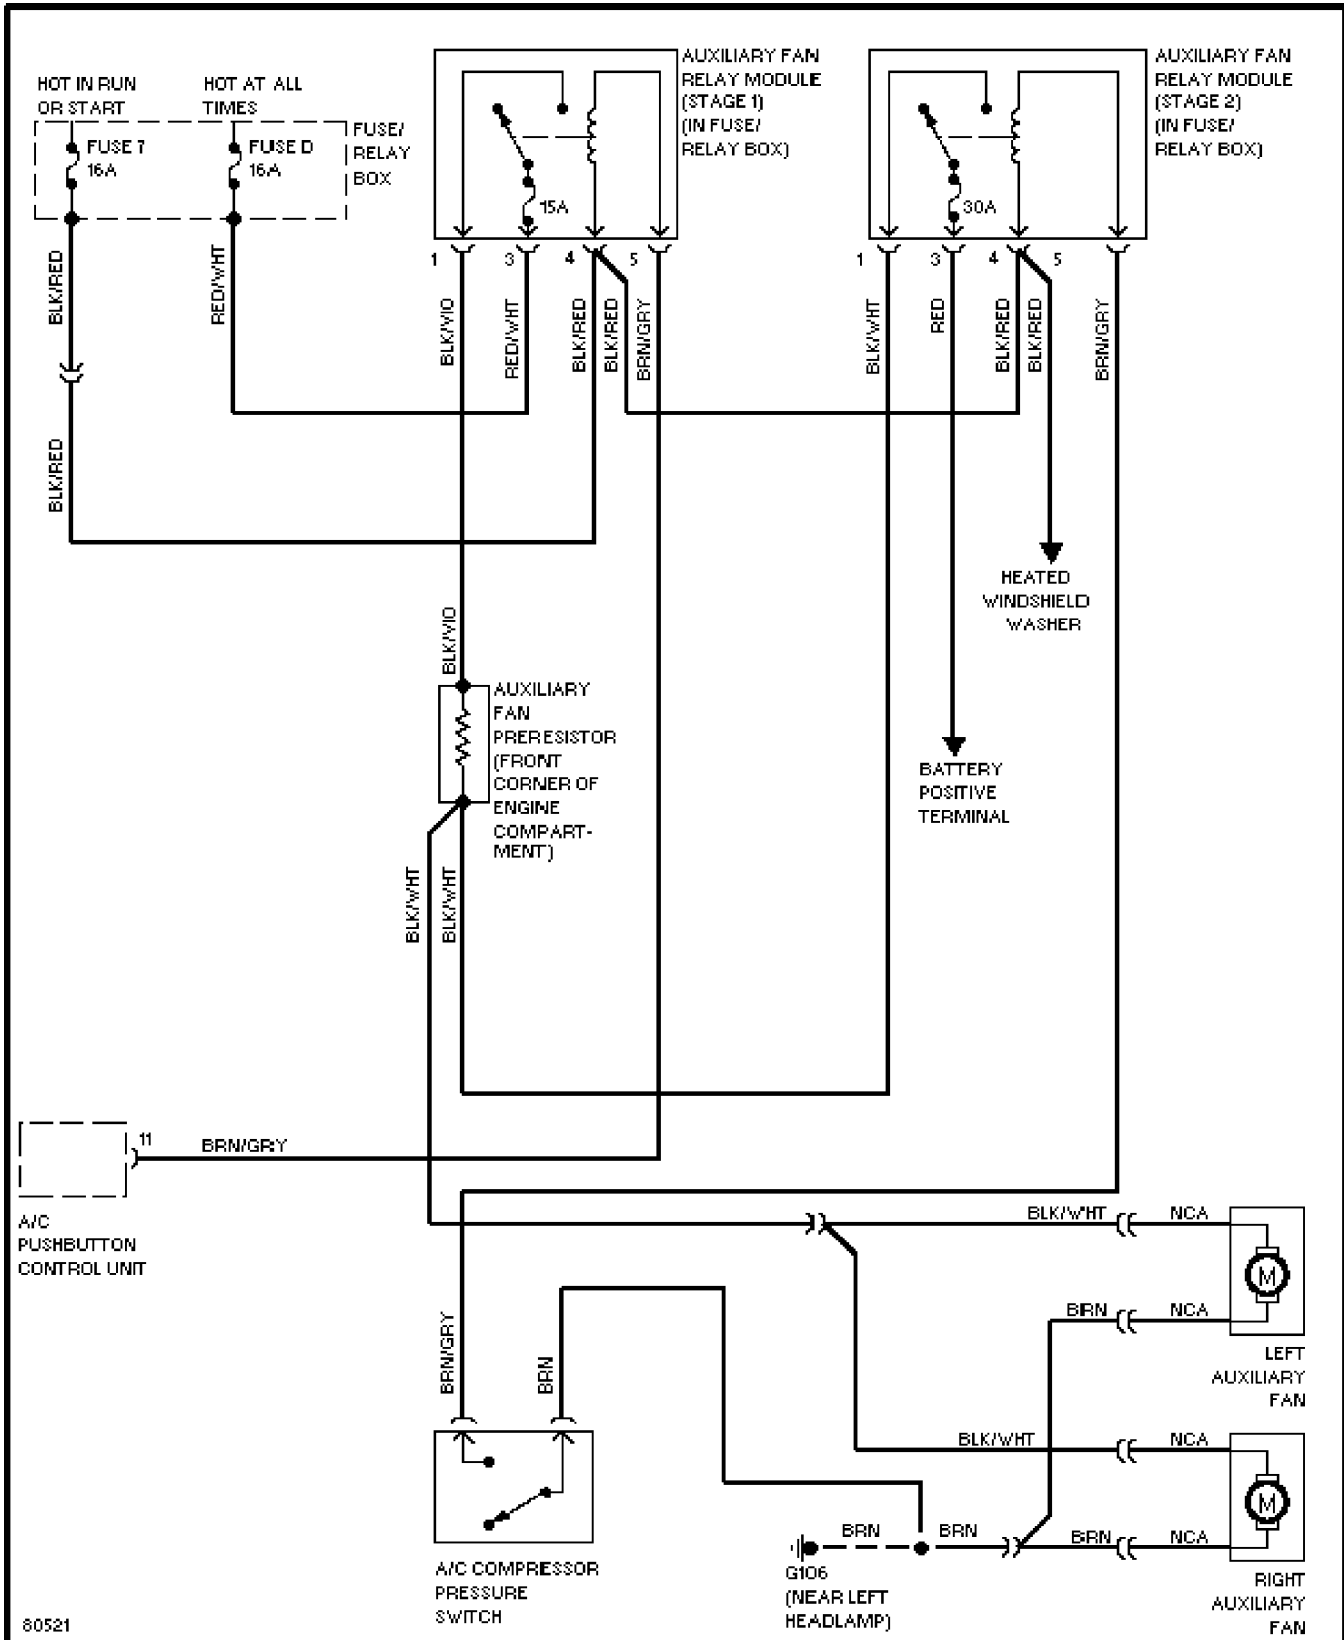 HOT IN RUN
OR START
HOT AT ALL
TIMES
FUSE 7
16A
FUSE D
16A
FUSE/
RELAY
BOX
AUXILIARY FAN
RELAY MODULE
(STAGE 1)
(IN FUSE/
RELAY BOX)
15A
AUXILIARY FAN
RELAY MODULE
(STAGE 2)
(IN FUSE/
RELAY BOX)
30A
1
3
4
5
1
3
4
5
BLK/RED
RED/WHT
BLK/VIO
RED/WHT
BLK/RED
BLK/RED
BRN/GRY
BLK/WHT
RED
BLK/RED
BLK/RED
BRN/GRY
BLK/RED
HEATED
WINDSHIELD
WASHER
BLK/VIO
AUXILIARY
FAN
PRERESISTOR
(FRONT
CORNER OF
ENGINE
COMPART-
MENT)
BATTERY
POSITIVE
TERMINAL
BLK/WHT
BLK/WHT
11
BRN/GRY
A/C
PUSHBUTTON
CONTROL UNIT
BLK/WHT
NCA
M
BRN
NCA
LEFT
AUXILIARY
FAN
BRN/GRY
BRN
BLK/WHT
NCA
M
BRN
BRN
BRN
NCA
RIGHT
AUXILIARY
FAN
G106
(NEAR LEFT
HEADLAMP)
A/C COMPRESSOR
PRESSURE
SWITCH
80521